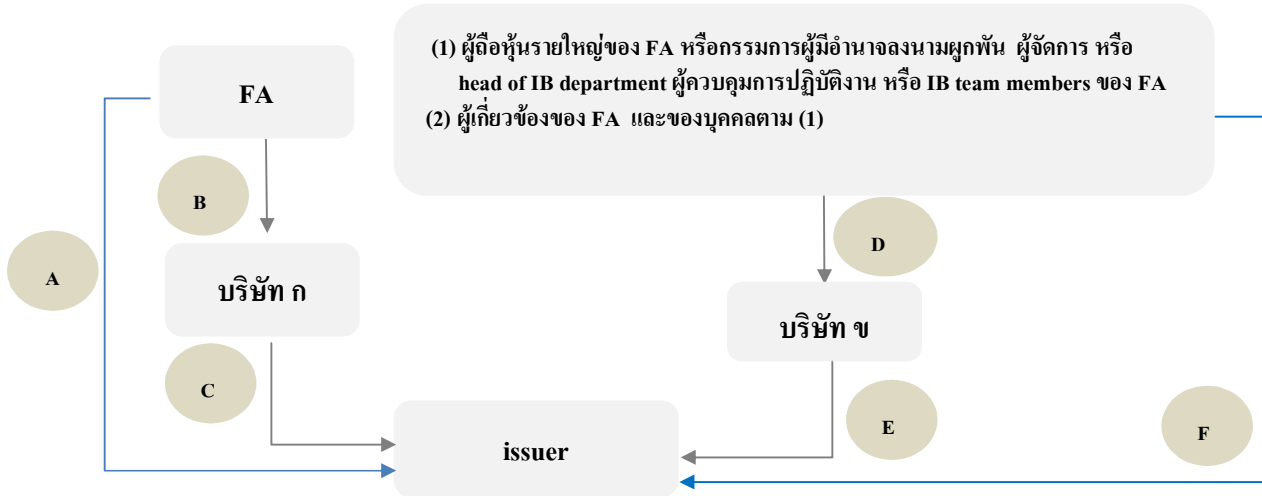 (1) ผู้ถือหุ้นรายใหญ่ของ FA หรือกรรมการผู้มีอำนาจลงนามผูกพัน ผู้จัดการ หรือ
head of IB department ผู้ควบคุมการปฏิบัติงาน หรือ IB team members ของ FA
(2) ผู้เกี่ยวข้องของ FA และของบุคคลตาม (1)
FA
B
D
A
บริษัท ก
บริษัท ข
C
E
F
issuer